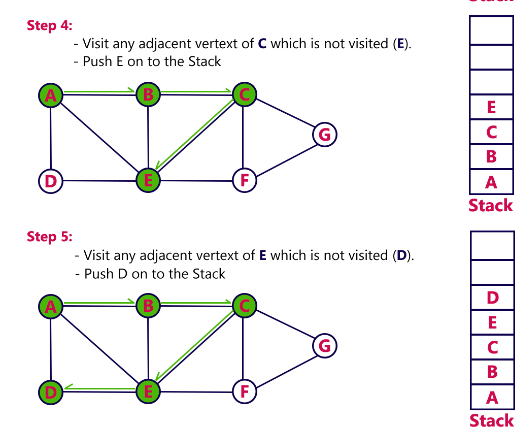 Stack
Step 4:
- Visit any adjacent vertext of C which is not visited (E).
- Push E on to the Stack
A B C
G
D E F
E
C
B
A
Stack
Step 5:
- Visit any adjacent vertext of E which is not visited (D).
- Push D on to the Stack
A B C
G
D E F
D
E
C
B
A
Stack